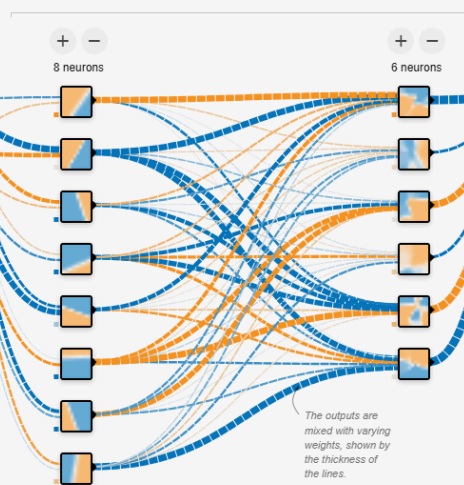 + − + −
8 neurons 6 neurons
The outputs are
mixed with varying
weights, shown by
the thickness of
the lines.